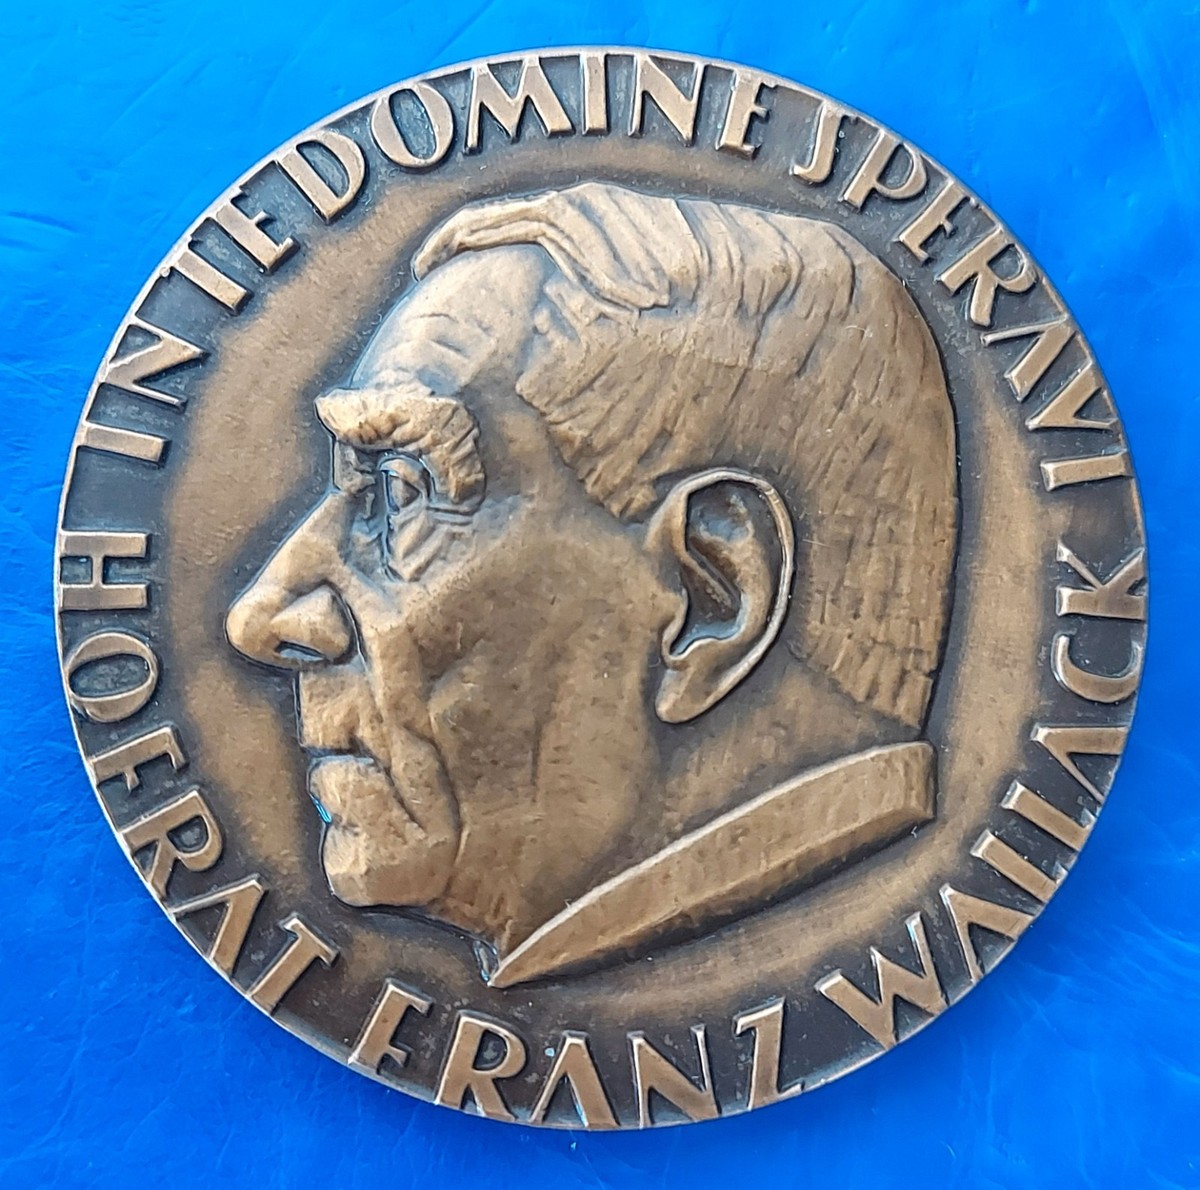 IN TE DOMINE SPERAVI
HOFRAT FRANZ WALLACK